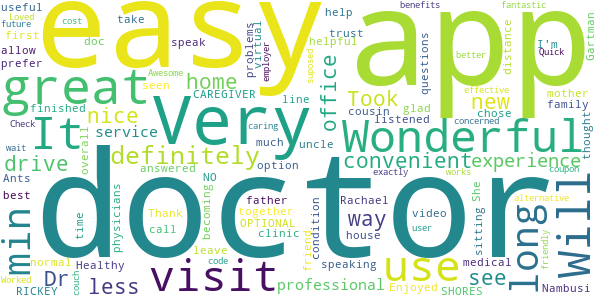 Loved
future
cost
useful
take
first
doc
speak
allow
prefer
easy
app
benefits
fantastic
help
problems
virtual
employer
helpful
trust
suposed
questions
distance
better
I'm
Quick
Gartman
great
home
seen
Awesome
CAREGIVER
finished
nice
It
service
Very
line
office
Took
cousin
listened
new
glad
chose
effective
mother
family
concerned
Check
wait
drive
overall
definitely
answered
NO
much
caring
uncle
option
Wonderful
convenient
experience
thought
Ants
best
time
physicians
becoming
Thank
call
doctor
father
together
OPTIONAL
clinic
friend
condition
Rachael
house
way
video
user
exactly
She
sitting
works
coupon
alternative
friendly
long
Will
min
normal
Healthy
Dr
RICKEY
Worked
couch
less
visit
leave
code
professional
speaking
Enjoyed
use
medical
see
SHORES
Nambusi